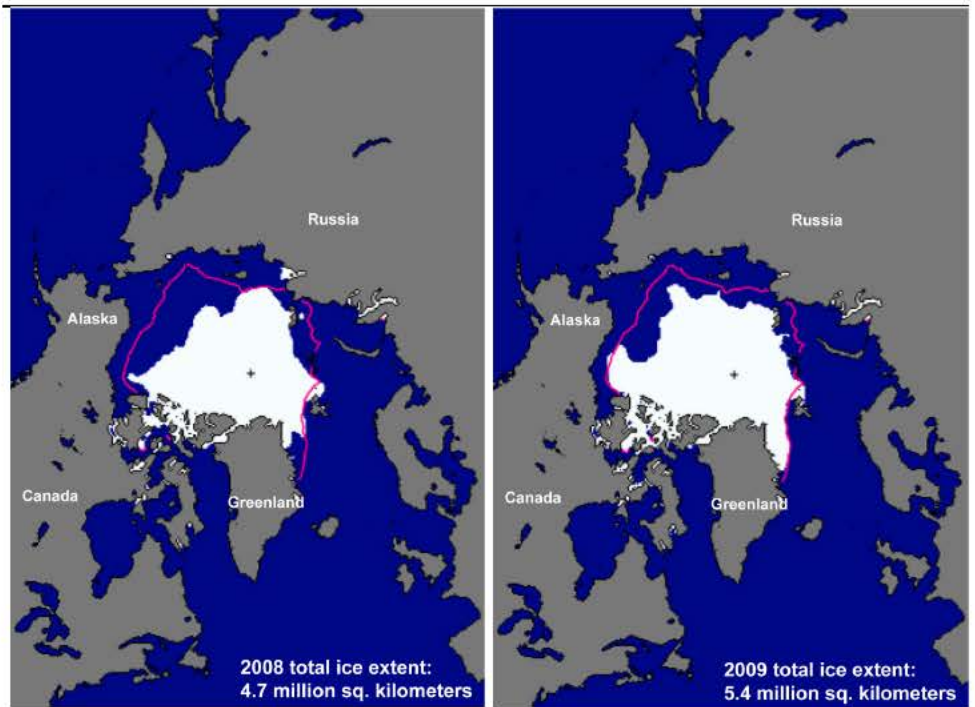 Russia
Alaska
Canada
Greenland
2008 total ice extent:
4.7 million sq. kilometers
Russia
Alaska
Canada
Greenland
2009 total ice extent:
5.4 million sq. kilometers